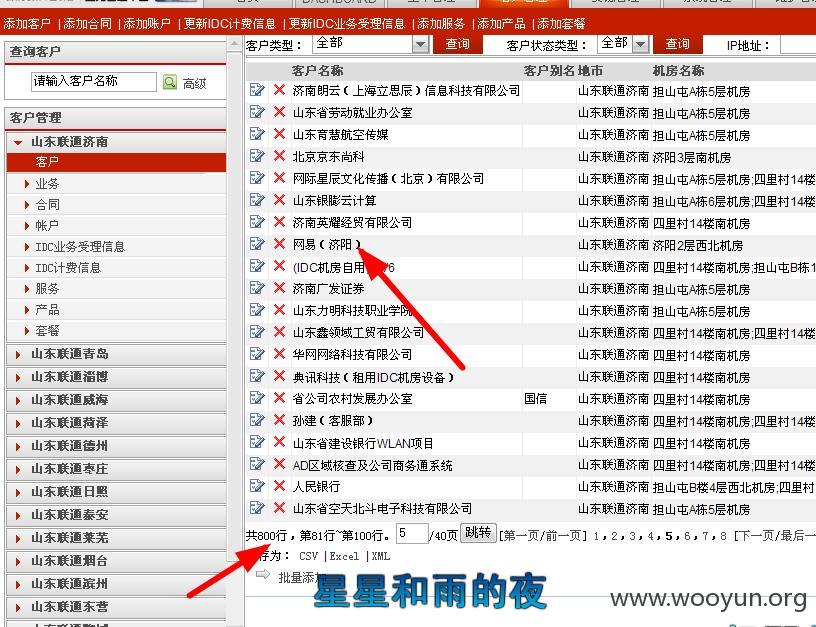 DASHBOARD
添加客户 | 添加合同 | 添加账户 | 更新IDC计费信息 | 更新IDC业务受理信息 | 添加服务 | 添加产品 | 添加套餐
查询客户
请输入客户名称 高级
客户管理
山东联通济南
客户
业务
合同
帐户
IDC业务受理信息
IDC计费信息
服务
产品
套餐
山东联通青岛
山东联通淄博
山东联通威海
山东联通菏泽
山东联通德州
山东联通枣庄
山东联通日照
山东联通泰安
山东联通莱芜
山东联通烟台
山东联通滨州
山东联通东营
客户类型： 全部 查询 客户状态类型： 全部 查询 IP地址：
客户名称 客户别名 地市 机房名称
济南明云（上海立思辰）信息科技有限公司 山东联通济南 担山屯A栋5层机房
山东省劳动就业办公室 山东联通济南 担山屯A栋5层机房
山东育慧航空传媒 山东联通济南 担山屯A栋5层机房
北京京东尚科 山东联通济南 济阳3层南机房
网际星辰文化传播（北京）有限公司 山东联通济南 担山屯A栋5层机房;四里村14楼
山东银膨云计算 山东联通济南 担山屯A栋6层机房;四里村14楼
济南英耀经贸有限公司 山东联通济南 四里村14楼南机房
网易（济阳） 山东联通济南 济阳2层西北机房
(IDC机房自用 6 山东联通济南 四里村14楼南机房;担山屯B栋1
济南广发证券 山东联通济南 担山屯A栋5层机房
山东力明科技职业学院 山东联通济南 担山屯A栋5层机房
山东鑫领域工贸有限公司 山东联通济南 四里村14楼南机房;四里村14楼
华网网络科技有限公司 山东联通济南 四里村14楼南机房
典讯科技（租用IDC机房设备） 山东联通济南 四里村14楼南机房
省公司农村发展办公室 国信 山东联通济南 四里村14楼南机房
孙建（客服部） 山东联通济南 四里村14楼南机房;四里村14楼
山东省建设银行WLAN项目 山东联通济南 四里村14楼南机房
AD区域核查及公司商务通系统 山东联通济南 四里村14楼南机房;四里村14楼
人民银行 山东联通济南 担山屯B楼4层西北机房;四里村
山东省空天北斗电子科技有限公司 山东联通济南 担山屯A栋5层机房
共800行，第81行~第100行。 5 /40页 跳转 [第一页/前一页] 1, 2, 3, 4, 5, 6, 7, 8 [下一页/最后一
存为： CSV |Excel |XML
批量添加
星星和雨的夜
www.wooyun.org